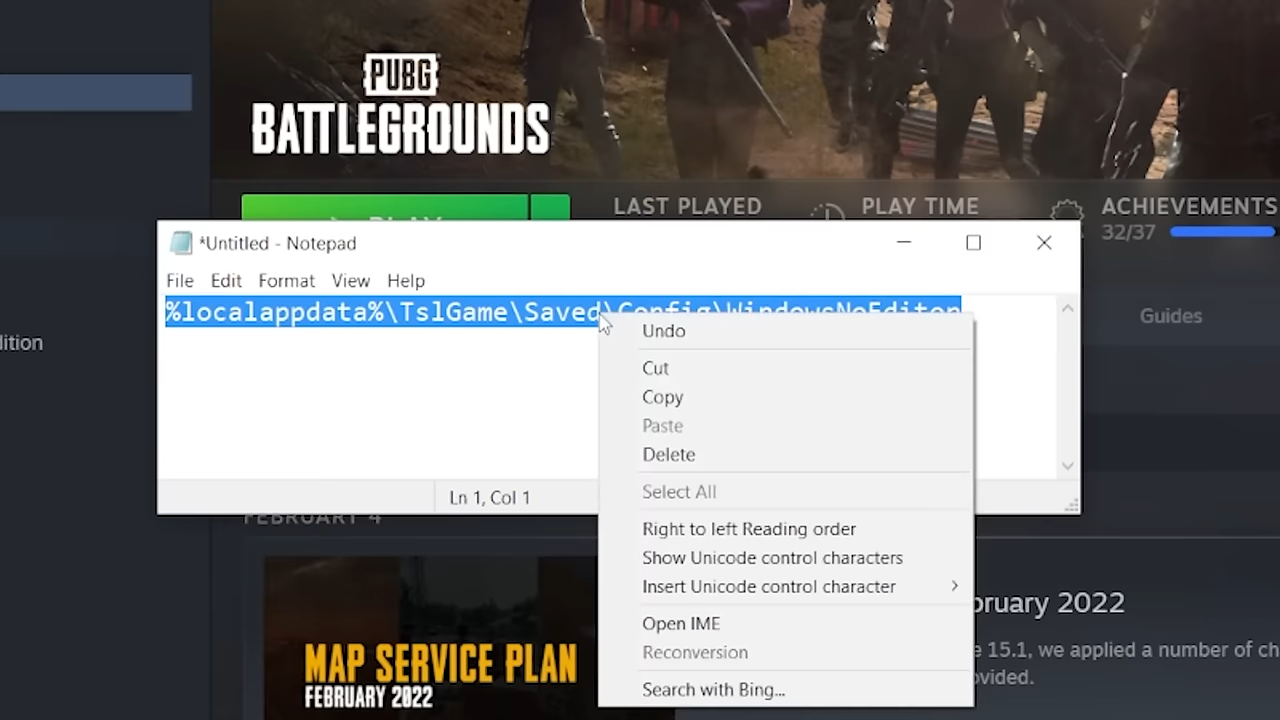 PUBG
BATTLEGROUNDS
PLAY
LAST PLAYED
PLAY TIME
ACHIEVEMENTS
32/37
*Untitled - Notepad
File Edit Format View Help
%localappdata%\TslGame\Saved\Config\WindowsNoEditor
Guides
lition
Undo
Cut
Copy
Paste
Delete
Select All
Right to left Reading order
Show Unicode control characters
Insert Unicode control character
Open IME
Reconversion
Search with Bing...
Ln 1, Col 1
FEBRUARY 4
MAP SERVICE PLAN
FEBRUARY 2022
bruary 2022
e 15.1, we applied a number of ch
ovided.